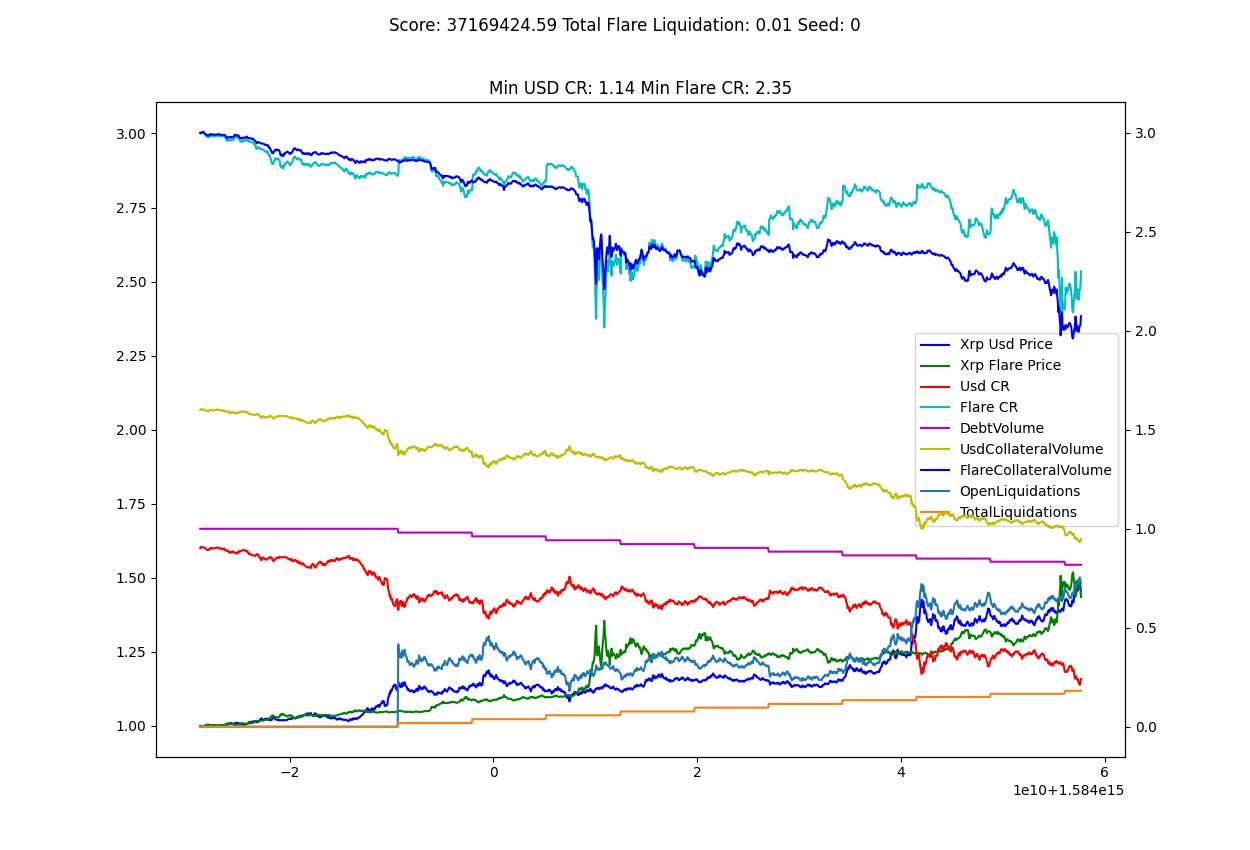 Score: 37169424.59 Total Flare Liquidation: 0.01 Seed: 0
Min USD CR: 1.14 Min Flare CR: 2.35
3.00
2.75
2.50
2.25
2.00
1.75
1.50
1.25
1.00
3.0
2.5
2.0
1.5
1.0
0.5
0.0
Xrp Usd Price
Xrp Flare Price
Usd CR
Flare CR
DebtVolume
UsdCollateralVolume
FlareCollateralVolume
OpenLiquidations
TotalLiquidations
−2 0 2 4 6
1e10+1.584e15